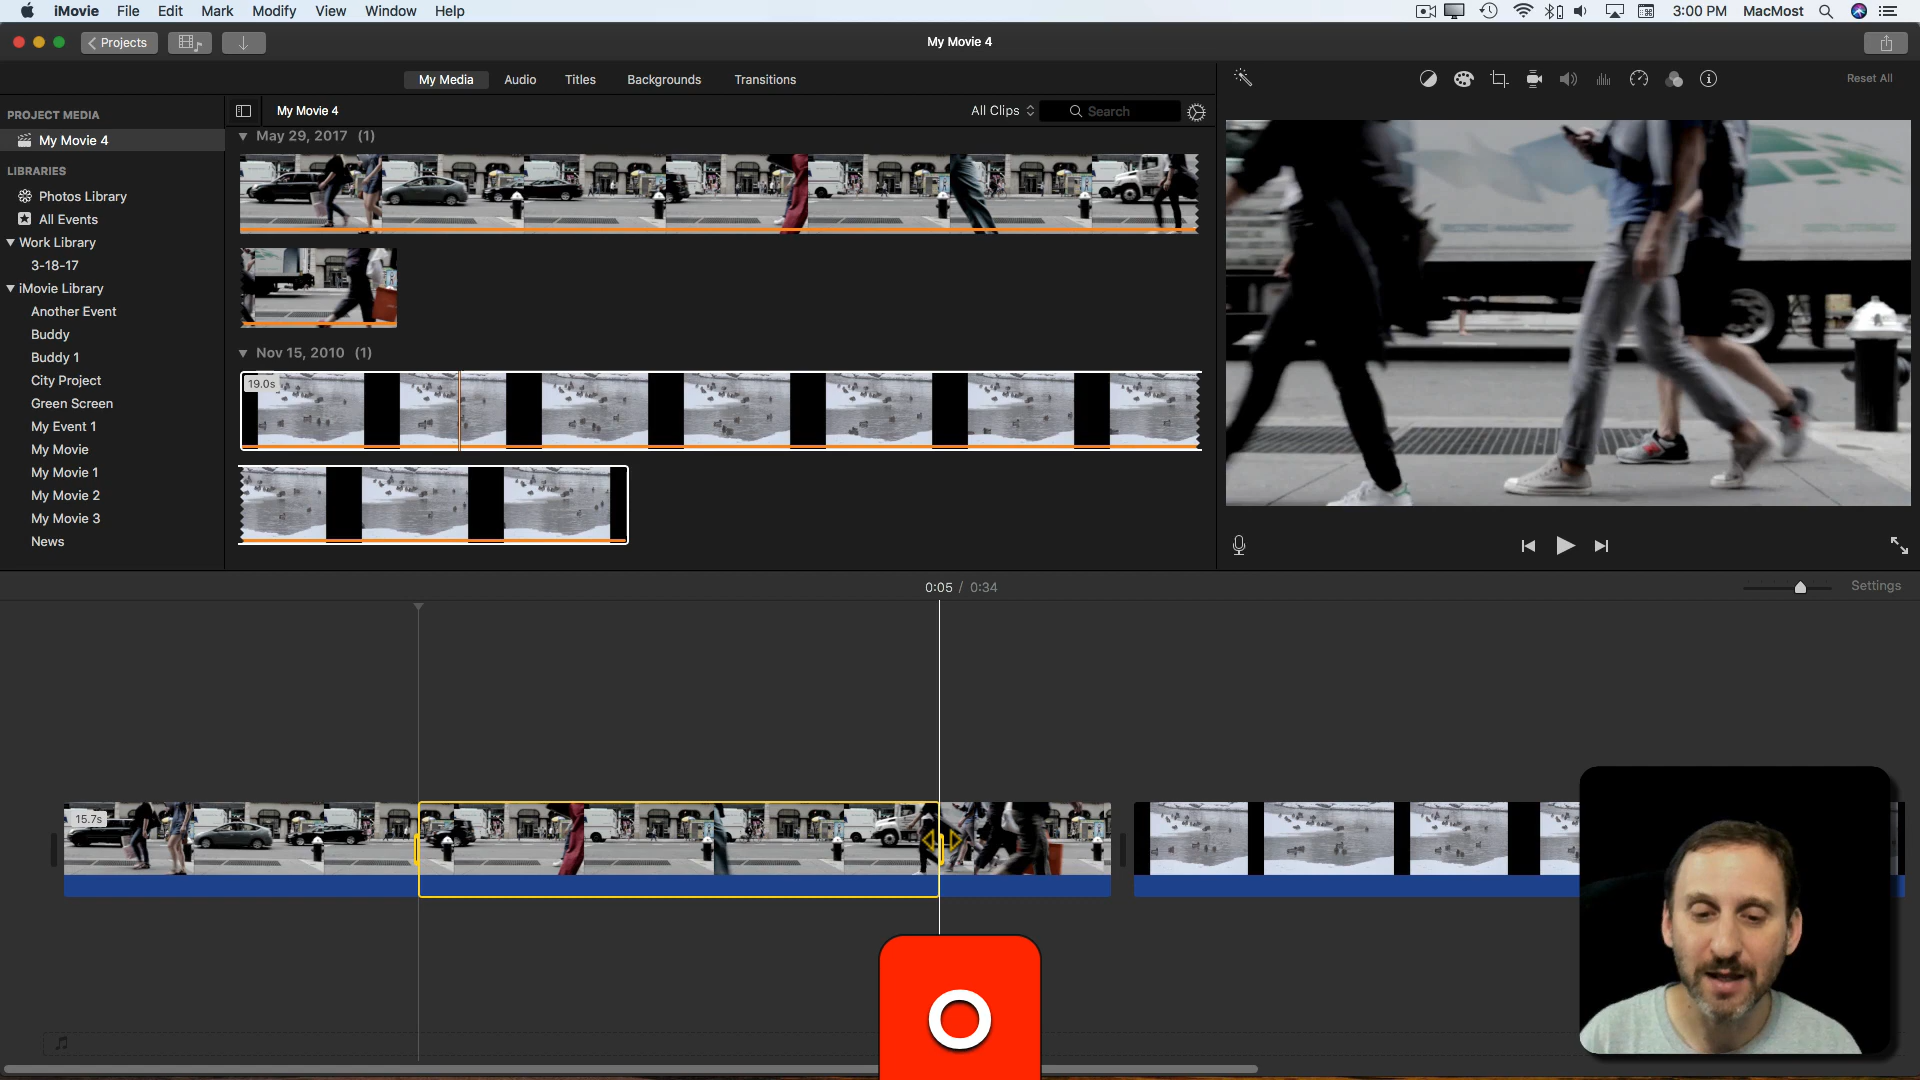 iMovie File Edit Mark Modify View Window Help 3:00 PM MacMost
Projects My Movie 4
My Media Audio Titles Backgrounds Transitions Reset All
PROJECT MEDIA
My Movie 4
My Movie 4 All Clips Search
LIBRARIES
Photos Library
All Events
Work Library
3-18-17
iMovie Library
Another Event
Buddy
Buddy 1
City Project
Green Screen
My Event 1
My Movie
My Movie 1
My Movie 2
My Movie 3
News
May 29, 2017 (1)
Nov 15, 2010 (1)
19.0s
0:05 / 0:34 Settings
15.7s
O